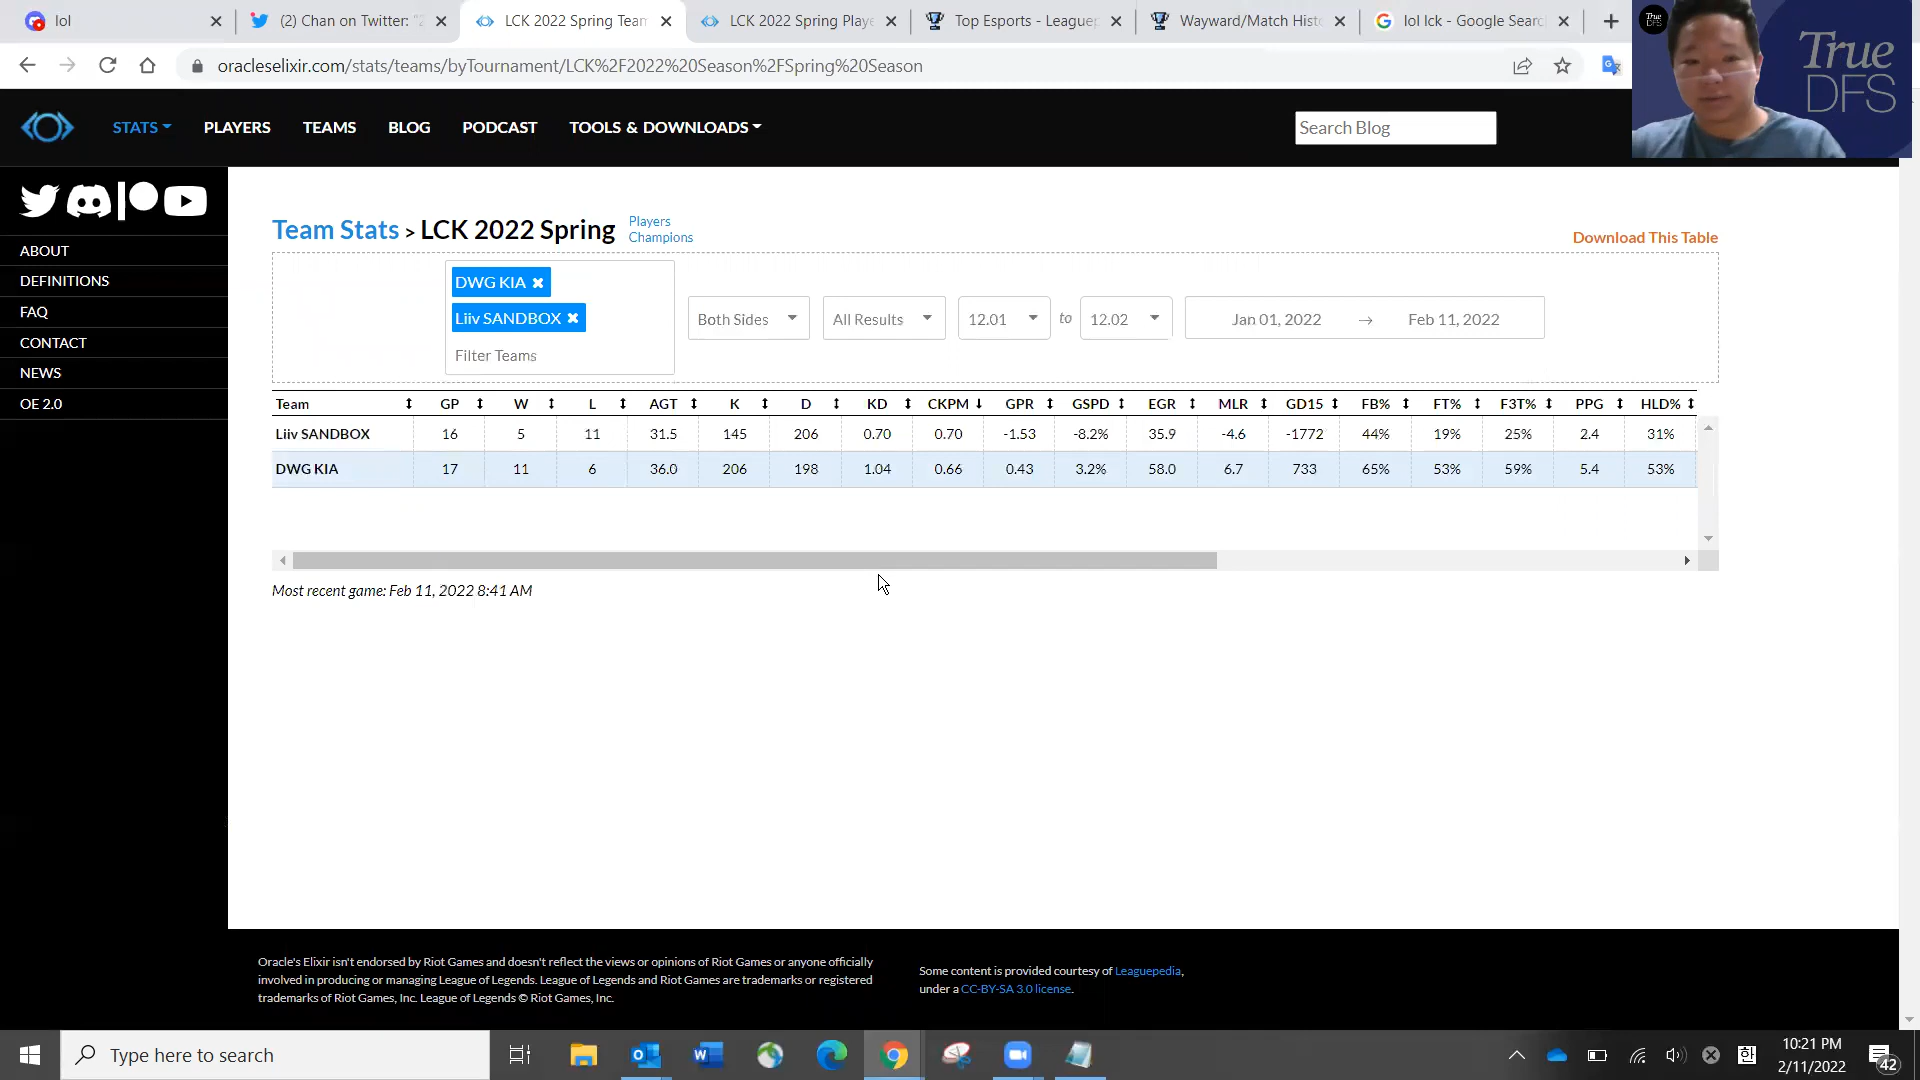 lol
(2) Chan on Twitter: "2
LCK 2022 Spring Team
LCK 2022 Spring Playe
Top Esports - Leaguep
Wayward/Match Histo
lol lck - Google Search
oracleselixir.com/stats/teams/byTournament/LCK%2F2022%20Season%2FSpring%20Season
True
DFS
STATS
PLAYERS
TEAMS
BLOG
PODCAST
TOOLS & DOWNLOADS
Search Blog
ABOUT
DEFINITIONS
FAQ
CONTACT
NEWS
OE 2.0
Team Stats > LCK 2022 Spring
Players
Champions
Download This Table
DWG KIA
Liiv SANDBOX
Filter Teams
Both Sides
All Results
12.01
to
12.02
Jan 01, 2022 → Feb 11, 2022
Team GP W L AGT K D KD CKPM GPR GSPD EGR MLR GD15 FB% FT% F3T% PPG HLD%
Liiv SANDBOX 16 5 11 31.5 145 206 0.70 0.70 -1.53 -8.2% 35.9 -4.6 -1772 44% 19% 25% 2.4 31%
DWG KIA 17 11 6 36.0 206 198 1.04 0.66 0.43 3.2% 58.0 6.7 733 65% 53% 59% 5.4 53%
Most recent game: Feb 11, 2022 8:41 AM
Oracle's Elixir isn't endorsed by Riot Games and doesn't reflect the views or opinions of Riot Games or anyone officially
involved in producing or managing League of Legends. League of Legends and Riot Games are trademarks or registered
trademarks of Riot Games, Inc. League of Legends © Riot Games, Inc.
Some content is provided courtesy of Leaguepedia,
under a CC-BY-SA 3.0 license.
Type here to search
한
10:21 PM
2/11/2022
42